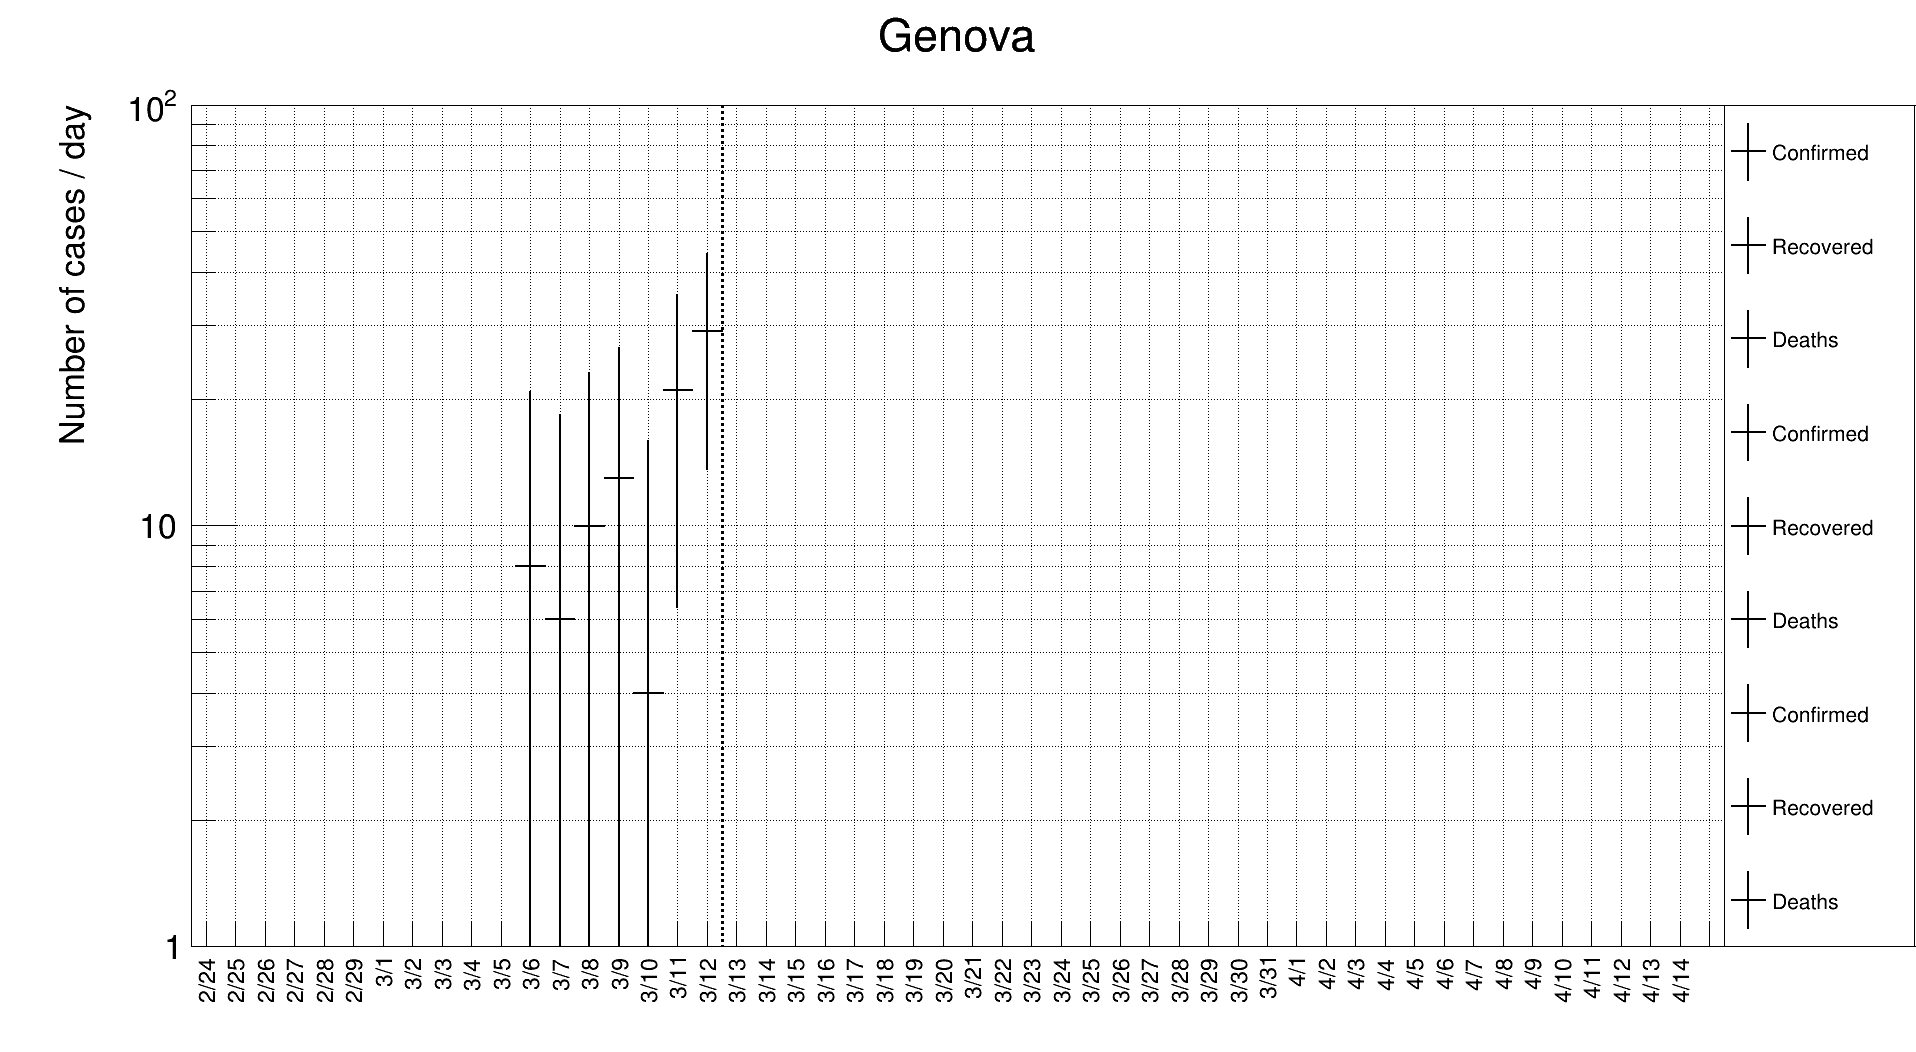 Genova
Number of cases / day
10²
10
1
2/24 2/25 2/26 2/27 2/28 2/29 3/1 3/2 3/3 3/4 3/5 3/6 3/7 3/8 3/9 3/10 3/11 3/12 3/13 3/14 3/15 3/16 3/17 3/18 3/19 3/20 3/21 3/22 3/23 3/24 3/25 3/26 3/27 3/28 3/29 3/30 3/31 4/1 4/2 4/3 4/4 4/5 4/6 4/7 4/8 4/9 4/10 4/11 4/12 4/13 4/14
Confirmed
Recovered
Deaths
Confirmed
Recovered
Deaths
Confirmed
Recovered
Deaths